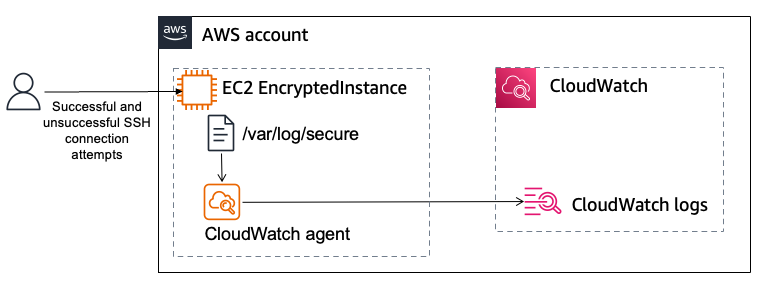 aws
AWS account
EC2 EncryptedInstance
CloudWatch
Successful and
unsuccessful SSH
connection
attempts
/var/log/secure
CloudWatch agent
CloudWatch logs